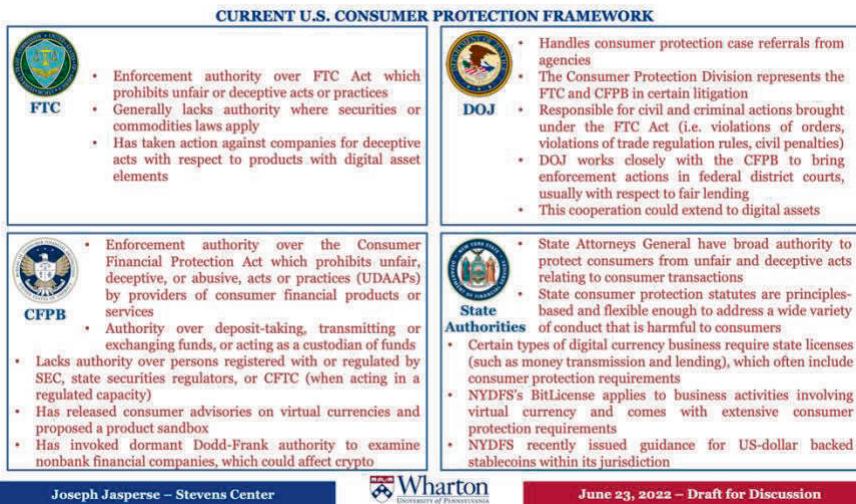 CURRENT U.S. CONSUMER PROTECTION FRAMEWORK
FTC
• Enforcement authority over FTC Act which
prohibits unfair or deceptive acts or practices
• Generally lacks authority where securities or
commodities laws apply
• Has taken action against companies for deceptive
acts with respect to products with digital asset
elements
DOJ
• Handles consumer protection case referrals from
agencies
• The Consumer Protection Division represents the
FTC and CFPB in certain litigation
• Responsible for civil and criminal actions brought
under the FTC Act (i.e. violations of orders,
violations of trade regulation rules, civil penalties)
• DOJ works closely with the CFPB to bring
enforcement actions in federal district courts,
usually with respect to fair lending
• This cooperation could extend to digital assets
CFPB
• Enforcement authority over the Consumer
Financial Protection Act which prohibits unfair,
deceptive, or abusive, acts or practices (UDAAPs)
by providers of consumer financial products or
services
• Authority over deposit-taking, transmitting or
exchanging funds, or acting as a custodian of funds
• Lacks authority over persons registered with or regulated by
SEC, state securities regulators, or CFTC (when acting in a
regulated capacity)
• Has released consumer advisories on virtual currencies and
proposed a product sandbox
• Has invoked dormant Dodd-Frank authority to examine
nonbank financial companies, which could affect crypto
State
Authorities
• State Attorneys General have broad authority to
protect consumers from unfair and deceptive acts
relating to consumer transactions
• State consumer protection statutes are principles-
based and flexible enough to address a wide variety
of conduct that is harmful to consumers
• Certain types of digital currency business require state licenses
(such as money transmission and lending), which often include
consumer protection requirements
• NYDFS's BitLicense applies to business activities involving
virtual currency and comes with extensive consumer
protection requirements
• NYDFS recently issued guidance for US-dollar backed
stablecoins within its jurisdiction
Joseph Jasperse – Stevens Center
Wharton
UNIVERSITY of PENNSYLVANIA
June 23, 2022 – Draft for Discussion